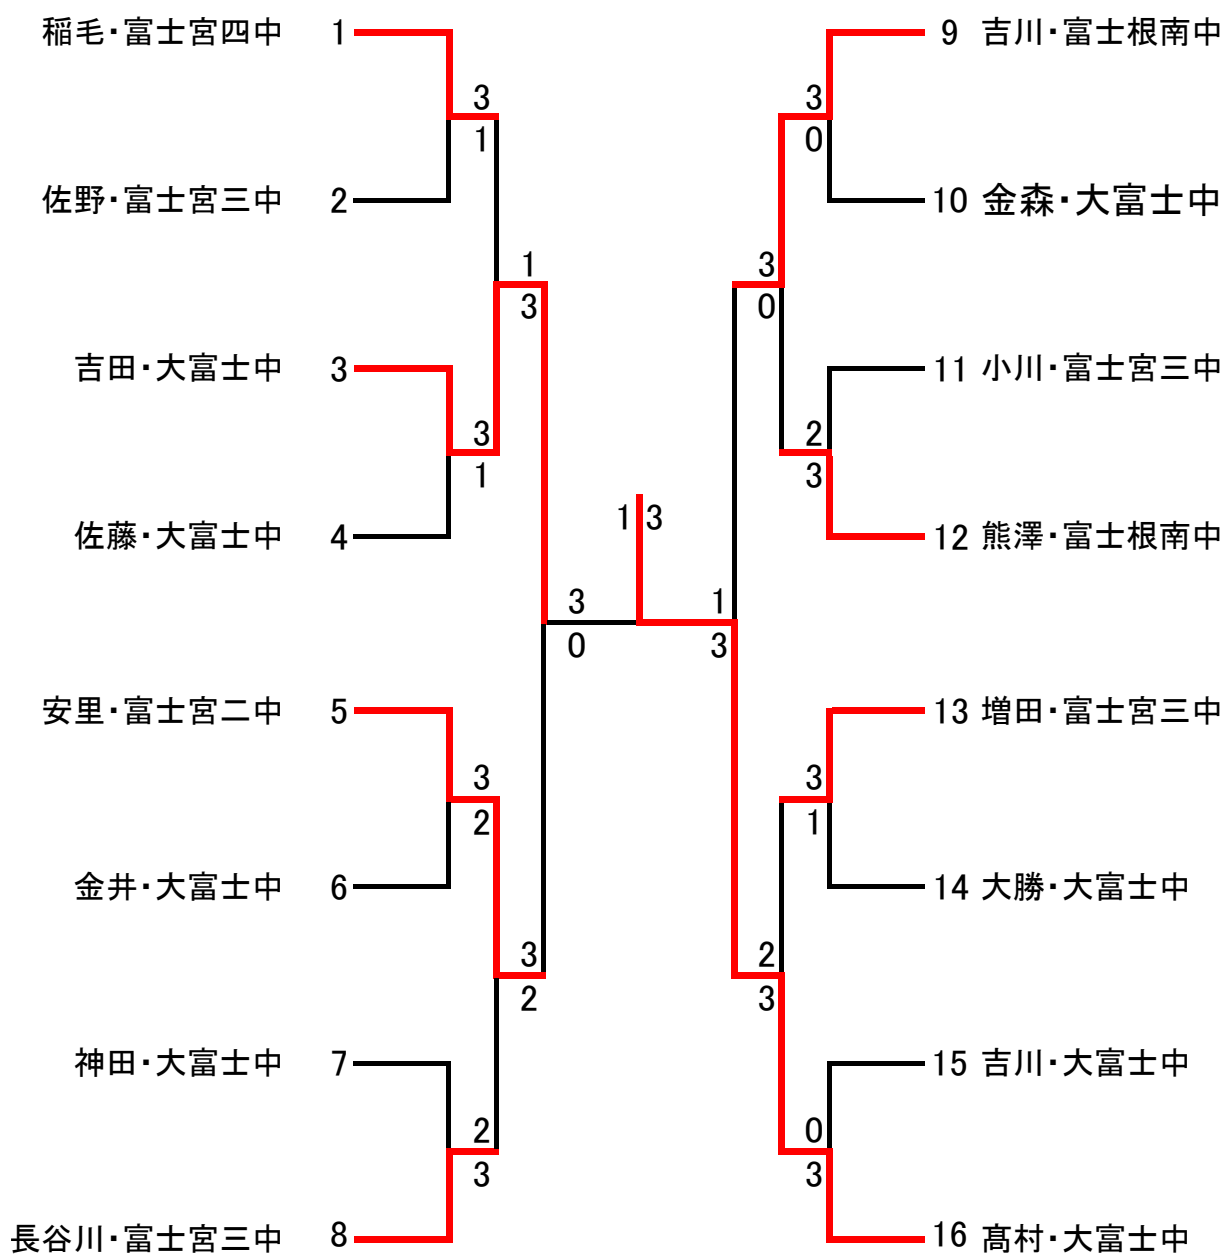 稲毛・富士宮四中 1
9 吉川・富士根南中
3
3
1
0
佐野・富士宮三中 2
10 金森・大富士中
1
3
3
0
吉田・大富士中 3
11 小川・富士宮三中
3
2
1
3
1 3
佐藤・大富士中 4
12 熊澤・富士根南中
3
1
0
3
安里・富士宮二中 5
13 増田・富士宮三中
3
3
2
1
金井・大富士中 6
14 大勝・大富士中
3
2
2
3
神田・大富士中 7
15 吉川・大富士中
2
0
3
3
長谷川・富士宮三中 8
16 髙村・大富士中